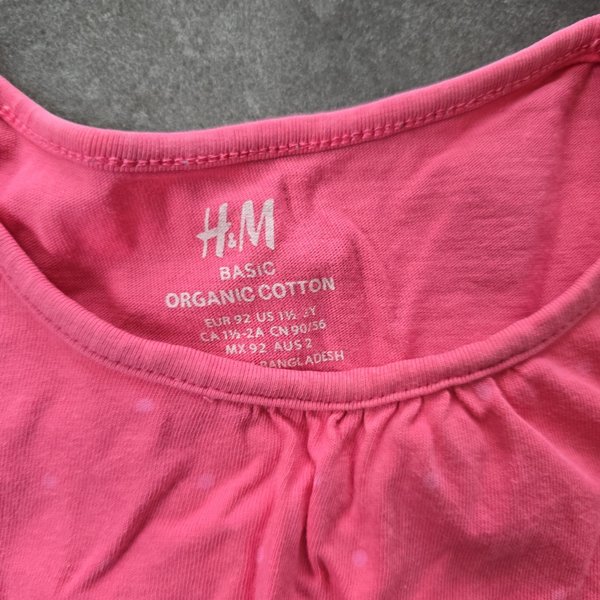 H&M
BASIC
ORGANIC COTTON
EUR 92 US 1½-2Y
CA 1½-2A CN 90/56
MX 92 AUS 2
BANGLADESH